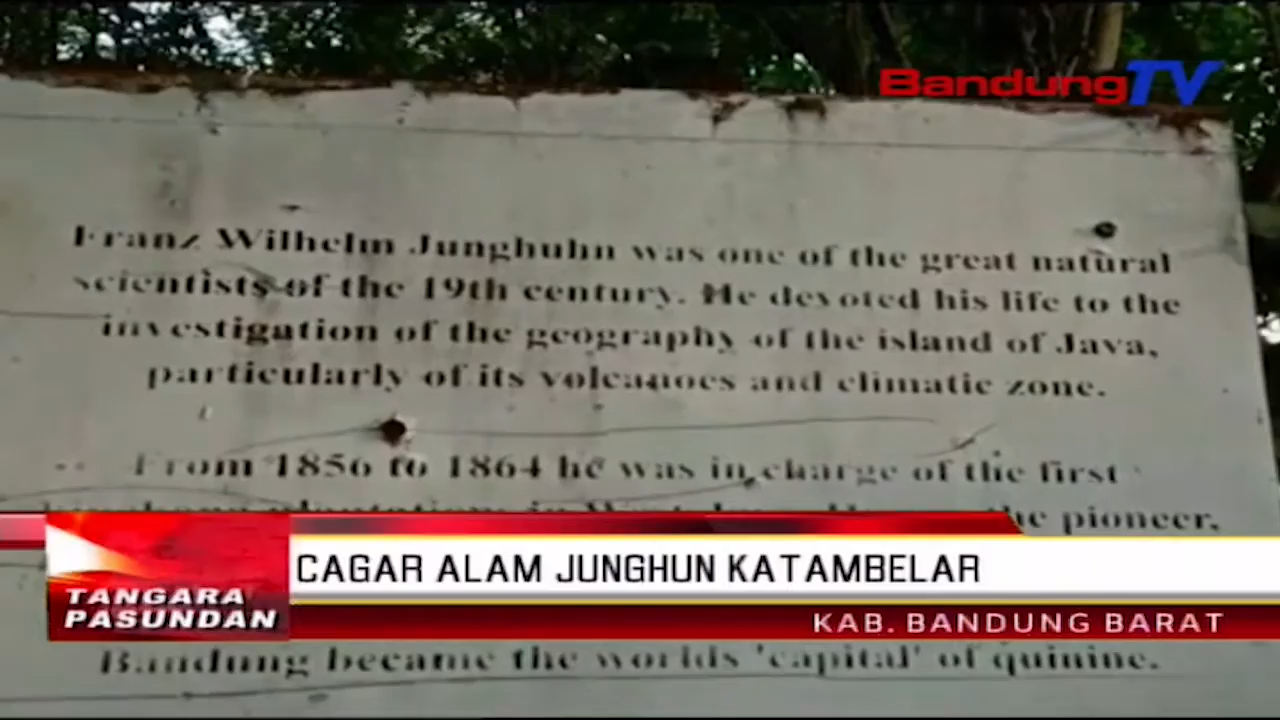 BandungTV
Franz Wilhelm Junghuhn was one of the great natural
scientists of the 19th century. He devoted his life to the
investigation of the geography of the island of Java,
particularly of its volcanoes and climatic zone.
From 1856 to 1864 he was in charge of the first
the pioneer,
CAGAR ALAM JUNGHUN KATAMBELAR
TANGARA
PASUNDAN
KAB. BANDUNG BARAT
Bandung became the worlds 'capital' of quinine.